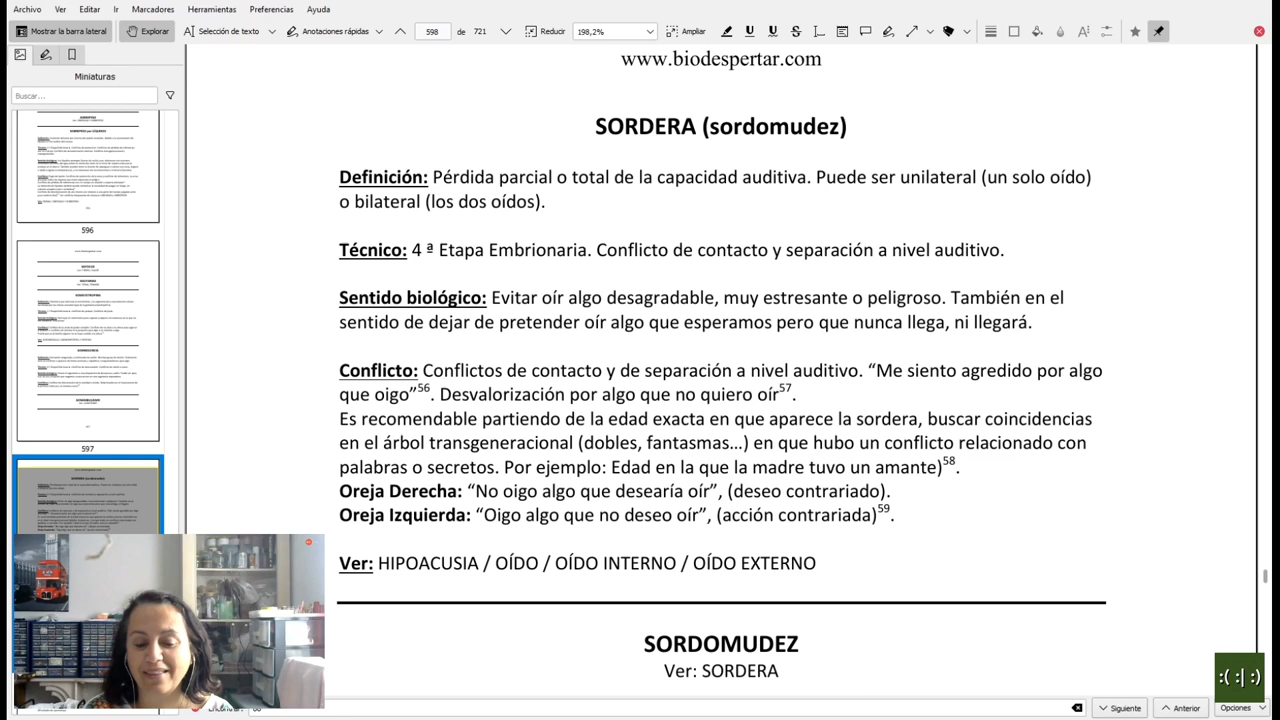 Archivo Ver Editar Ir Marcadores Herramientas Preferencias Ayuda
Mostrar la barra lateral Explorar Selección de texto Anotaciones rápidas 598 de 721 Reducir 198,2% Ampliar
Miniaturas
Buscar...
596
597
www.biodespertar.com
SORDERA (sordomudez)
Definición: Pérdida parcial o total de la capacidad auditiva. Puede ser unilateral (un solo oído)
o bilateral (los dos oídos).
Técnico: 4 ª Etapa Embrionaria. Conflicto de contacto y separación a nivel auditivo.
Sentido biológico: Evitar oír algo desagradable, muy estresante o peligroso. También en el
sentido de dejar de pretender oír algo que esperamos pero que nunca llega, ni llegará.
Conflicto: Conflictos de contacto y de separación a nivel auditivo. “Me siento agredido por algo
que oigo”56. Desvalorización por algo que no quiero oír57.
Es recomendable partiendo de la edad exacta en que aparece la sordera, buscar coincidencias
en el árbol transgeneracional (dobles, fantasmas...) en que hubo un conflicto relacionado con
palabras o secretos. Por ejemplo: Edad en la que la madre tuvo un amante)58.
Oreja Derecha: “No oigo algo que desearía oír”, (deseo contrariado).
Oreja Izquierda: “Oigo algo que no deseo oír”, (acción contrariada)59.
Ver: HIPOACUSIA / OÍDO / OÍDO INTERNO / OÍDO EXTERNO
SORDOMUDEZ
Ver: SORDERA
:( :| :)
Siguiente Anterior Opciones